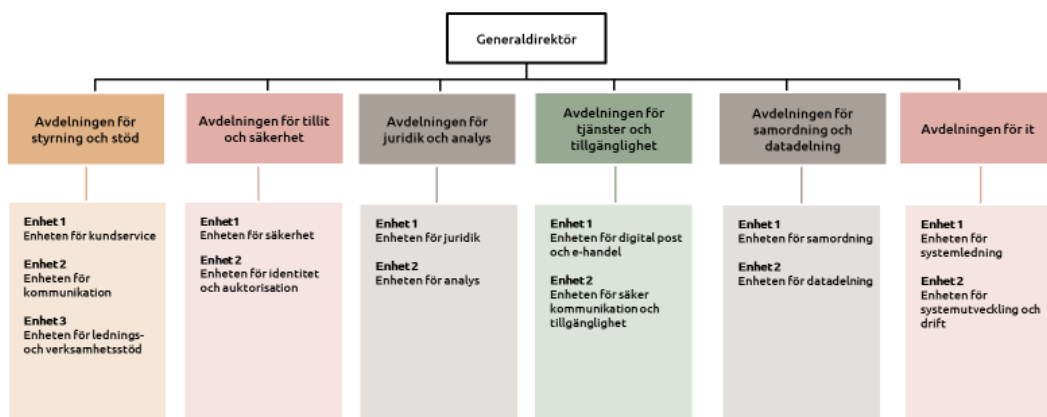 Generaldirektör
Avdelningen för
styrning och stöd
Avdelningen för tillit
och säkerhet
Avdelningen för
juridik och analys
Avdelningen för
tjänster och
tillgänglighet
Avdelningen för
samordning och
datadelning
Avdelningen för it
Enhet 1
Enheten för kundservice
Enhet 2
Enheten för
kommunikation
Enhet 3
Enheten för lednings-
och verksamhetsstöd
Enhet1
Enheten för säkerhet
Enhet 2
Enheten för identitet
och auktorisation
Enhet 1
Enheten för juridik
Enhet 2
Enheten för analys
Enhet 1
Enheten för digital post
och e-handel
Enhet 2
Enheten för säker
kommunikation och
tillgänglighet
Enhet 1
Enheten för samordning
Enhet 2
Enheten för datadelning
Enhet 1
Enheten för
systemledning
Enhet 2
Enheten för
systemutveckling och
drift